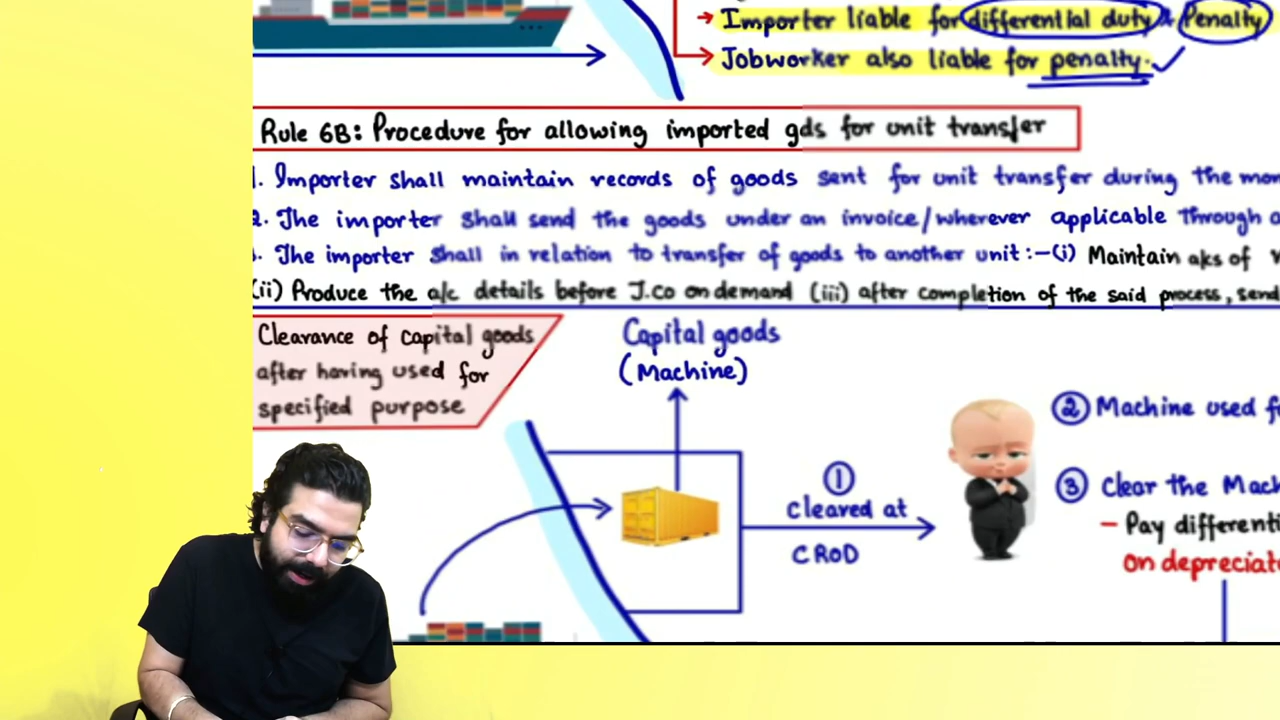 Importer liable for differential duty & Penalty
Jobworker also liable for penalty.
Rule 6B: Procedure for allowing imported gds for unit transfer
1. Importer shall maintain records of goods sent for unit transfer during the
2. The importer shall send the goods under an invoice/wherever applicable through
The importer shall in relation to transfer of goods to another unit:-(i) Maintain aks of
(ii) Produce the a/c details before J.Co on demand (iii) after completion of the said process, send
Clearance of capital goods
after having used for
specified purpose
Capital goods
(Machine)
① 
Cleared at
CROD
② Machine used
③ Clear the
- Pay
on